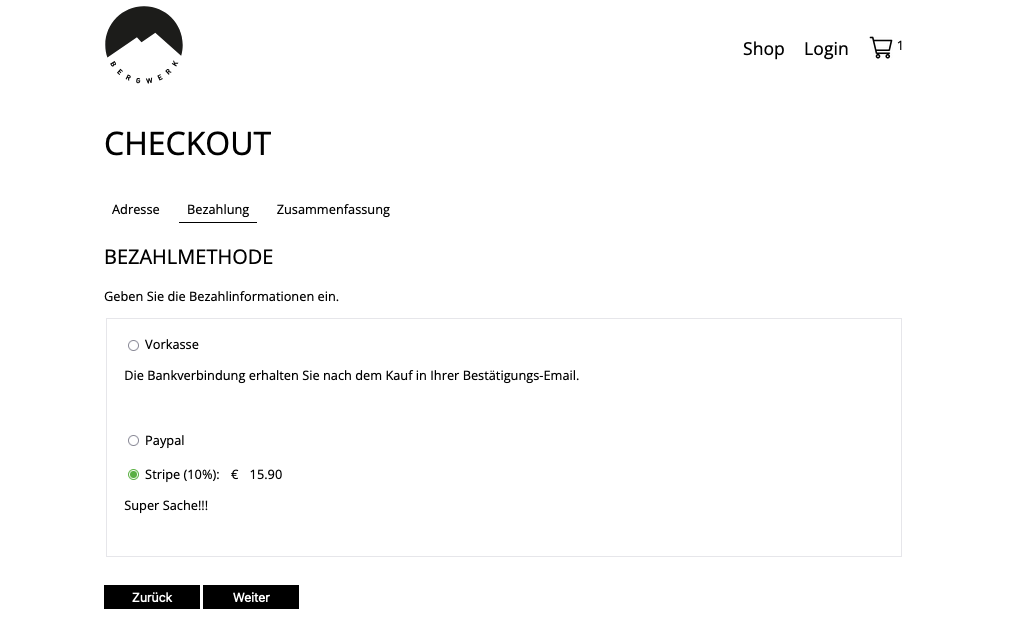 BERGWERK
Shop Login 1
CHECKOUT
Adresse Bezahlung Zusammenfassung
BEZAHLMETHODE
Geben Sie die Bezahlinformationen ein.
Vorkasse
Die Bankverbindung erhalten Sie nach dem Kauf in Ihrer Bestätigungs-Email.
Paypal
Stripe (10%): € 15.90
Super Sache!!!
Zurück Weiter